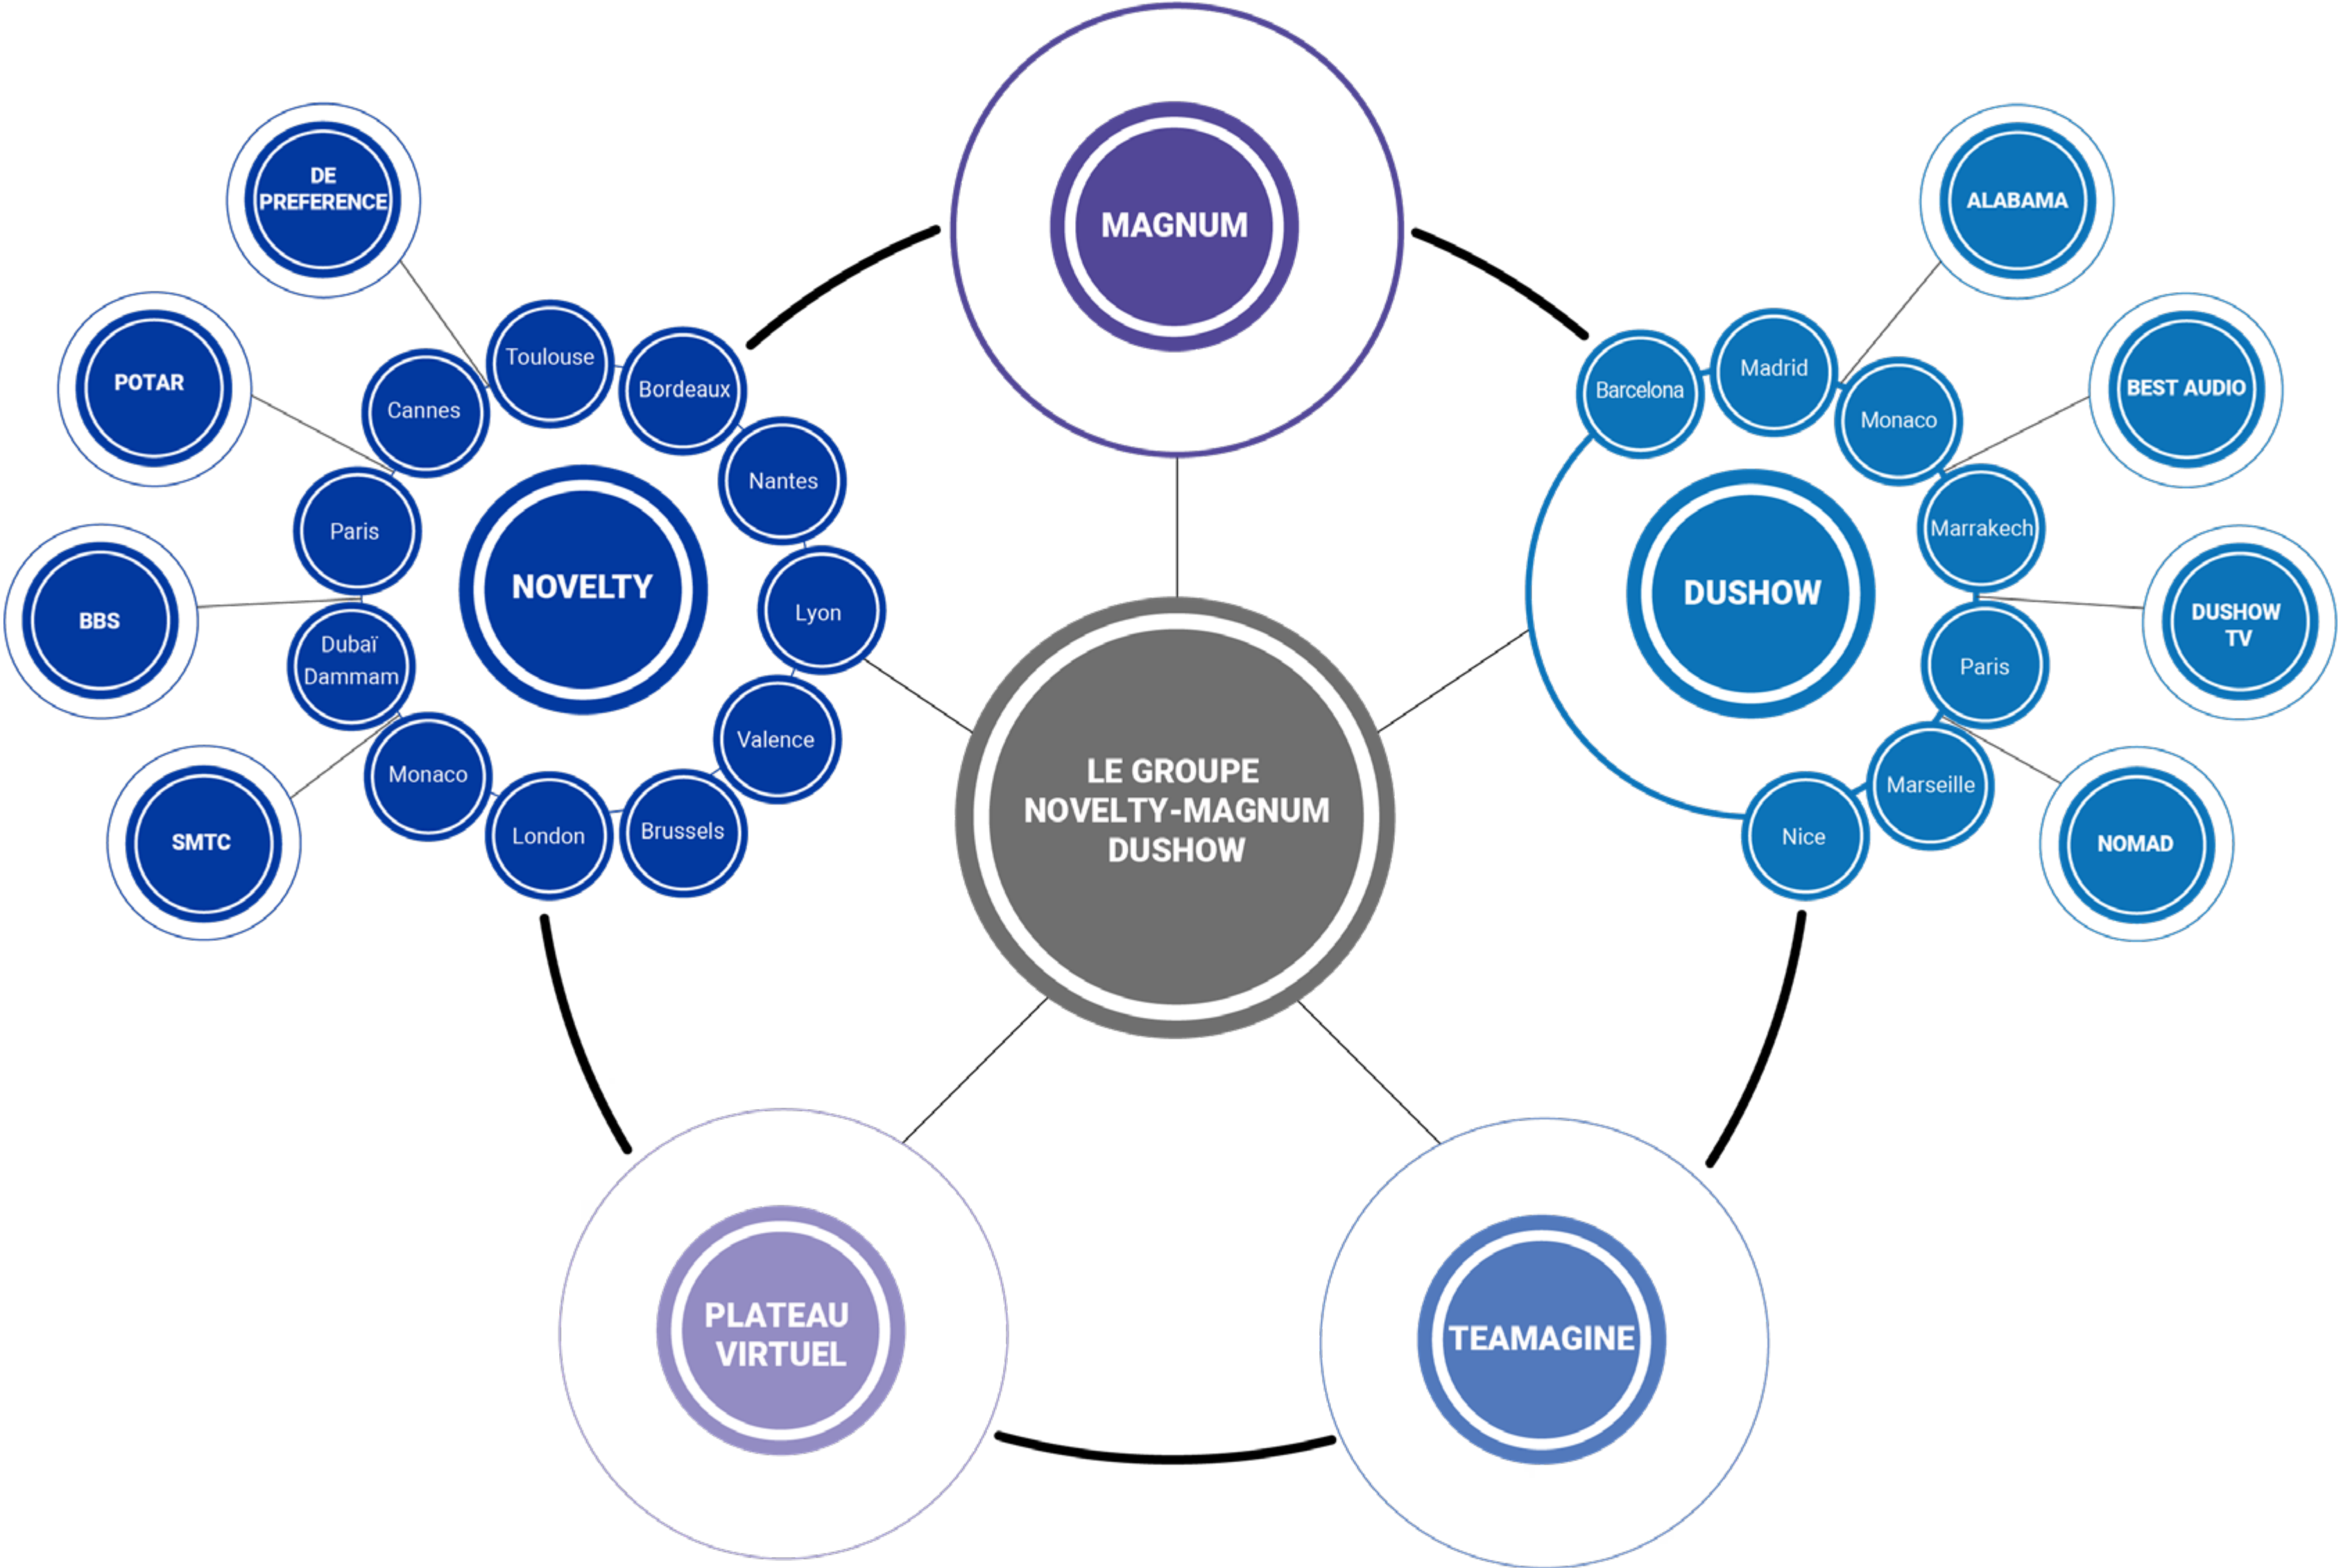 MAGNUM
DE
PREFERENCE
POTAR
BBS
SMTC
Toulouse
Bordeaux
Nantes
Lyon
Valence
Brussels
London
Monaco
Dubaï
Dammam
Paris
Cannes
NOVELTY
LE GROUPE
NOVELTY-MAGNUM
DUSHOW
DUSHOW
Barcelona
Madrid
Monaco
Marrakech
Paris
Marseille
Nice
ALABAMA
BEST AUDIO
DUSHOW
TV
NOMAD
PLATEAU
VIRTUEL
TEAMAGINE